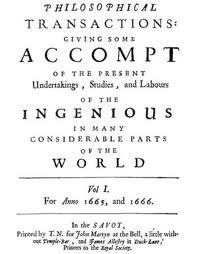 PHILOSOPHICAL
TRANSACTIONS:
GIVING SOME
ACCOMPT
OF THE PRESENT
Undertakings, Studies, and Labours
OF THE
INGENIOUS
IN MANY
CONSIDERABLE PARTS
OF THE
WORLD
Vol I.
For Anno 1665, and 1666.
In the SAVOY,
Printed by T. N. for John Martyn at the Bell, a little with-
out Temple-Bar, and James Allestry in Duck-Lane,
Printers to the Royal Society.